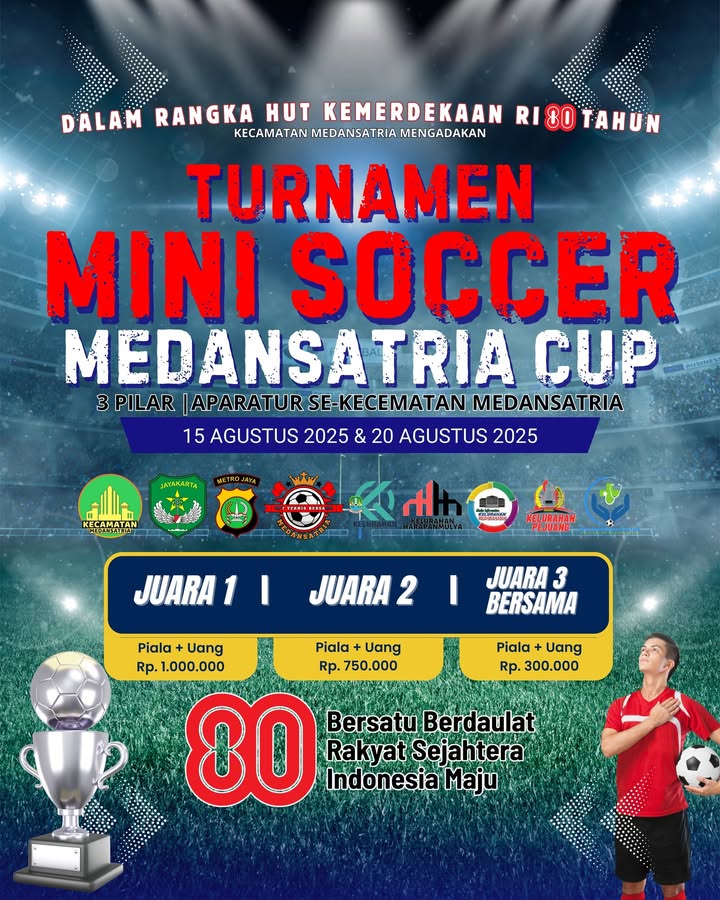 DALAM RANGKA HUT KEMERDEKAAN RI 80 TAHUN
KECAMATAN MEDANSATRIA MENGADAKAN
TURNAMEN
MINI SOCCER
MEDANSATRIA CUP
3 PILAR | APARATUR SE-KECEMATAN MEDANSATRIA
15 AGUSTUS 2025 & 20 AGUSTUS 2025
KECAMATAN
MEDANSATRIA
JAYAKARTA
METRO JAYA
MEDANSATRIA
KELURAHAN
KELURAHAN
HARAPANMULYA
KELURAHAN
KELURAHAN
PEJUANG
JUARA 1 | JUARA 2 | JUARA 3 BERSAMA
Piala + Uang
Rp. 1.000.000
Piala + Uang
Rp. 750.000
Piala + Uang
Rp. 300.000
80
Bersatu Berdaulat
Rakyat Sejahtera
Indonesia Maju